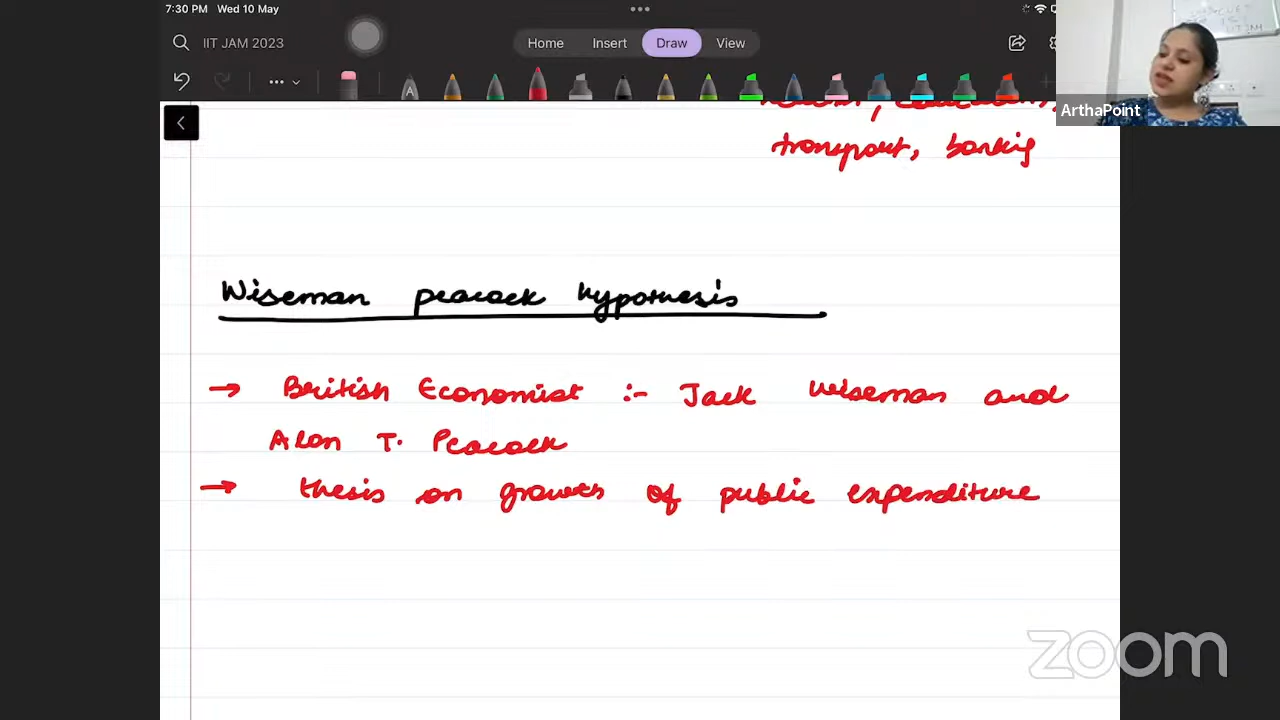 7:30 PM Wed 10 May
IIT JAM 2023
Home Insert Draw View
A
ArthaPoint
transport, banking
Wiseman peacock hypothesis
→ British Economist :- Jack Wiseman and
Alan T. Peacock
→ thesis on growth of public expenditure
zoom